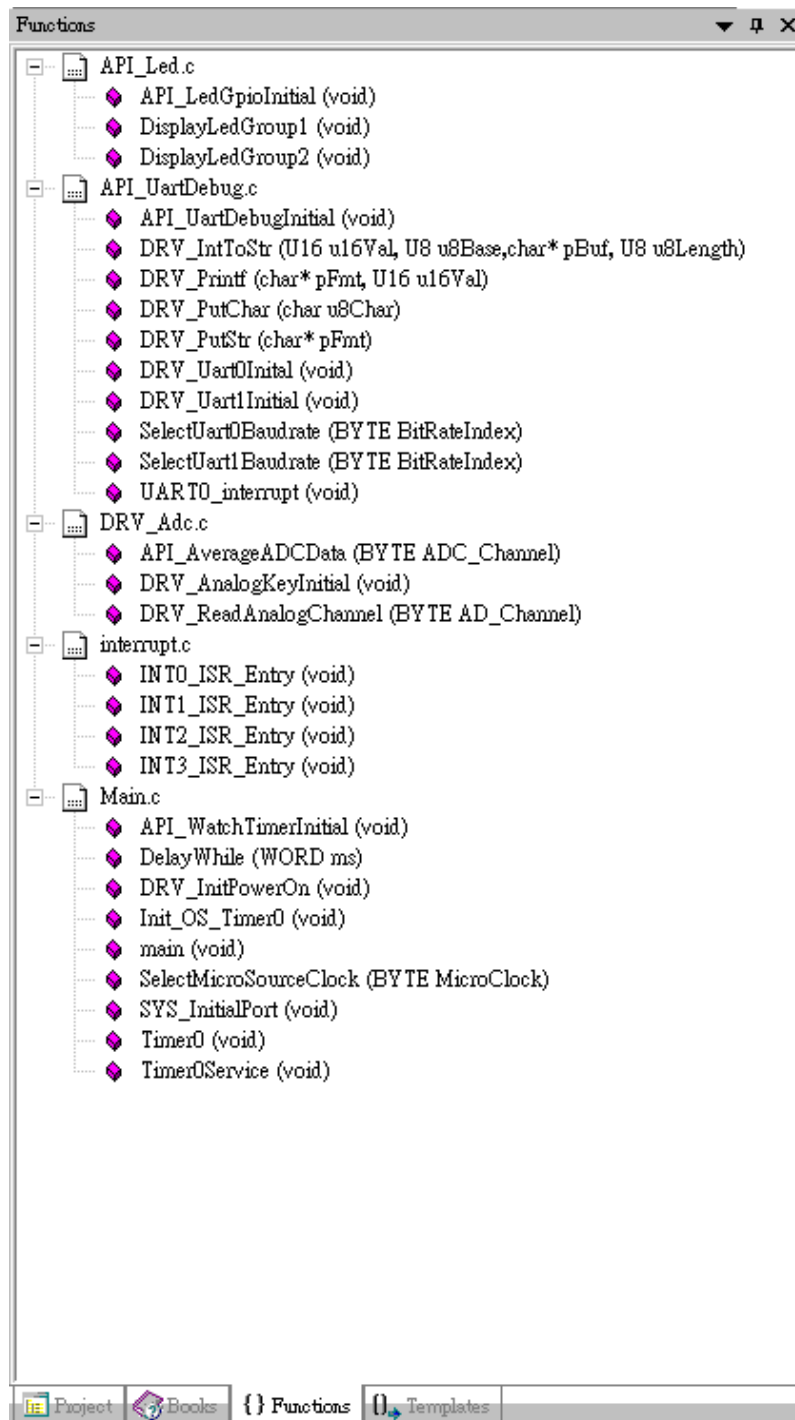 Functions
API_Led.c
API_LedGpioInitial (void)
DisplayLedGroup1 (void)
DisplayLedGroup2 (void)
API_UartDebug.c
API_UartDebugInitial (void)
DRV_IntToStr (U16 u16Val, U8 u8Base,char* pBuf, U8 u8Length)
DRV_Printf (char* pFmt, U16 u16Val)
DRV_PutChar (char u8Char)
DRV_PutStr (char* pFmt)
DRV_Uart0Inital (void)
DRV_Uart1Initial (void)
SelectUart0Baudrate (BYTE BitRateIndex)
SelectUart1Baudrate (BYTE BitRateIndex)
UART0_interrupt (void)
DRV_Adc.c
API_AverageADCData (BYTE ADC_Channel)
DRV_AnalogKeyInitial (void)
DRV_ReadAnalogChannel (BYTE AD_Channel)
interrupt.c
INT0_ISR_Entry (void)
INT1_ISR_Entry (void)
INT2_ISR_Entry (void)
INT3_ISR_Entry (void)
Main.c
API_WatchTimerInitial (void)
DelayWhile (WORD ms)
DRV_InitPowerOn (void)
Init_OS_Timer0 (void)
main (void)
SelectMicroSourceClock (BYTE MicroClock)
SYS_InitialPort (void)
Timer0 (void)
Timer0Service (void)
Project Books {} Functions Templates